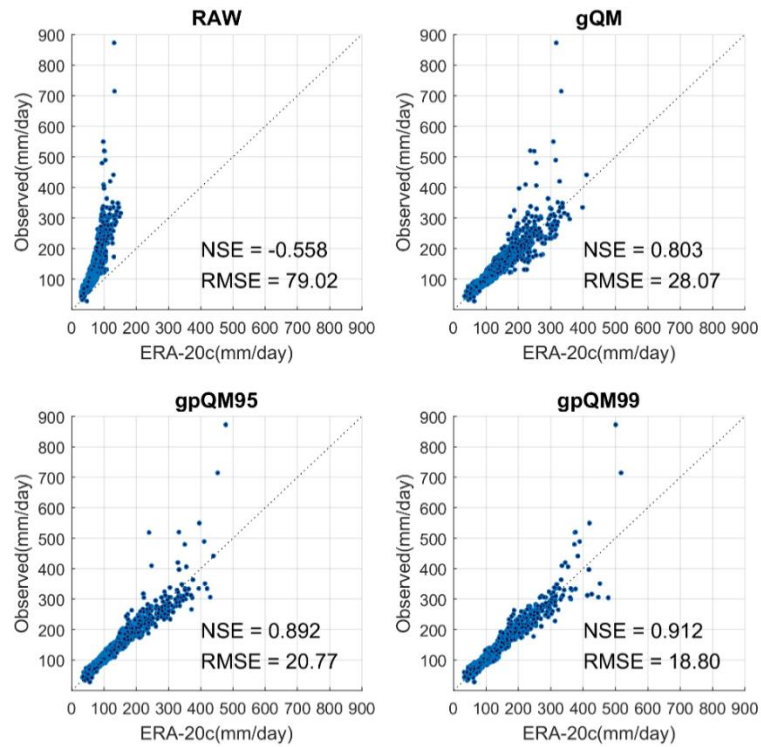 RAW
900
800
700
600
500
400
300
200
100
Observed(mm/day)
NSE = -0.558
RMSE = 79.02
0 100 200 300 400 500 600 700 800 900
ERA-20c(mm/day)
gQM
900
800
700
600
500
400
300
200
100
Observed(mm/day)
NSE = 0.803
RMSE = 28.07
0 100 200 300 400 500 600 700 800 900
ERA-20c(mm/day)
gpQM95
900
800
700
600
500
400
300
200
100
Observed(mm/day)
NSE = 0.892
RMSE = 20.77
0 100 200 300 400 500 600 700 800 900
ERA-20c(mm/day)
gpQM99
900
800
700
600
500
400
300
200
100
Observed(mm/day)
NSE = 0.912
RMSE = 18.80
0 100 200 300 400 500 600 700 800 900
ERA-20c(mm/day)